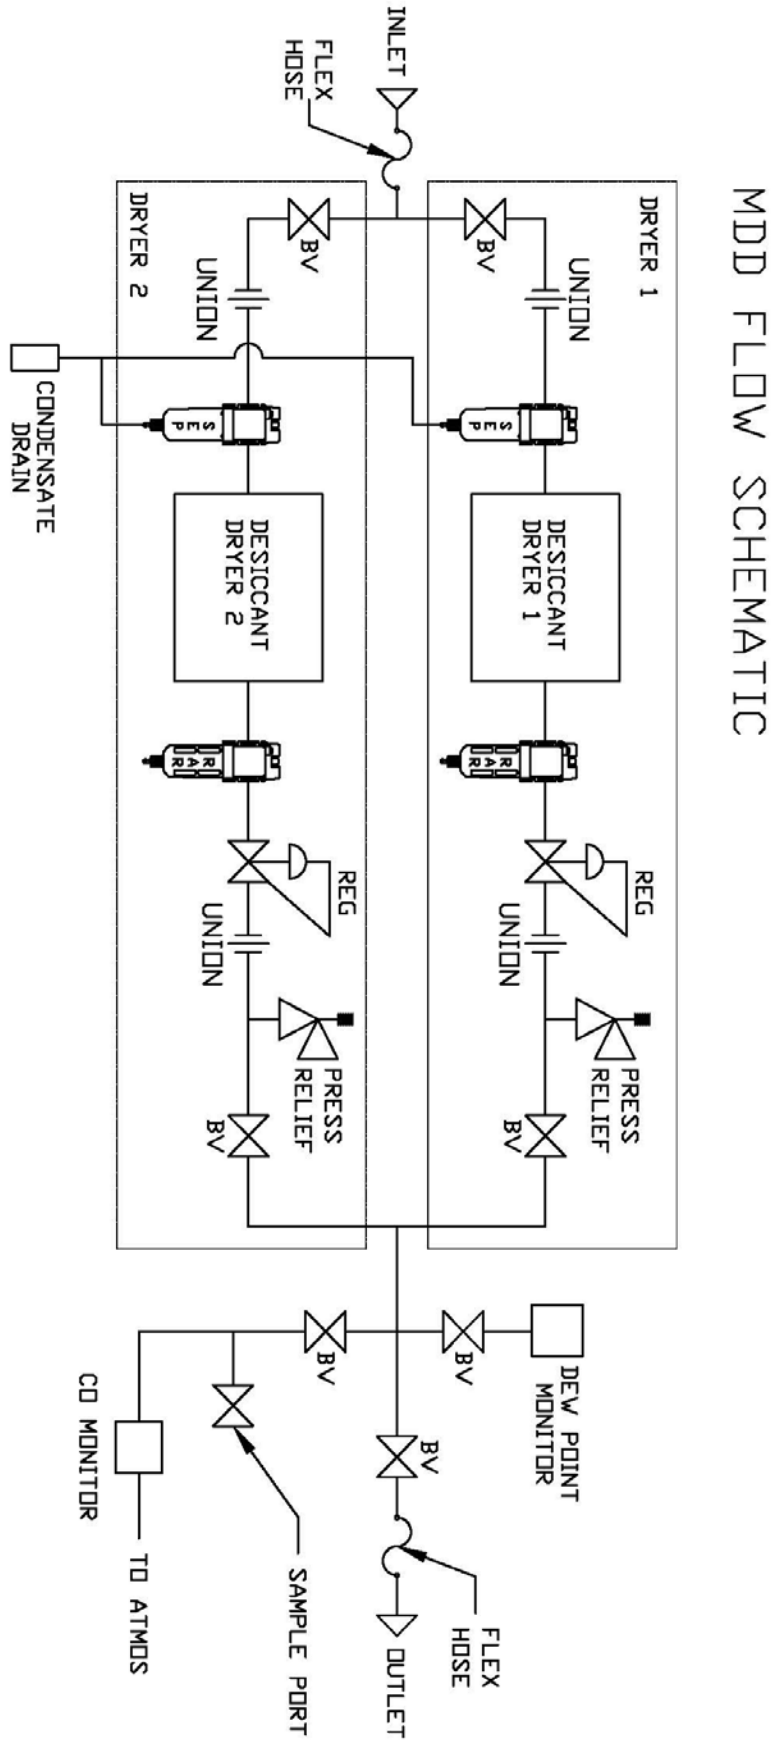 MDD FLOW SCHEMATIC
INLET
FLEX
HOSE
DRYER 1
BV
UNION
SEP
DESICCANT
DRYER 1
RAR
REG
UNION
PRESS
RELIEF
BV
DRYER 2
BV
UNION
SEP
DESICCANT
DRYER 2
RAR
REG
UNION
PRESS
RELIEF
BV
CONDENSATE
DRAIN
DEW POINT
MONITOR
BV
BV
BV
FLEX
HOSE
OUTLET
SAMPLE PORT
CO MONITOR
TO ATMOS